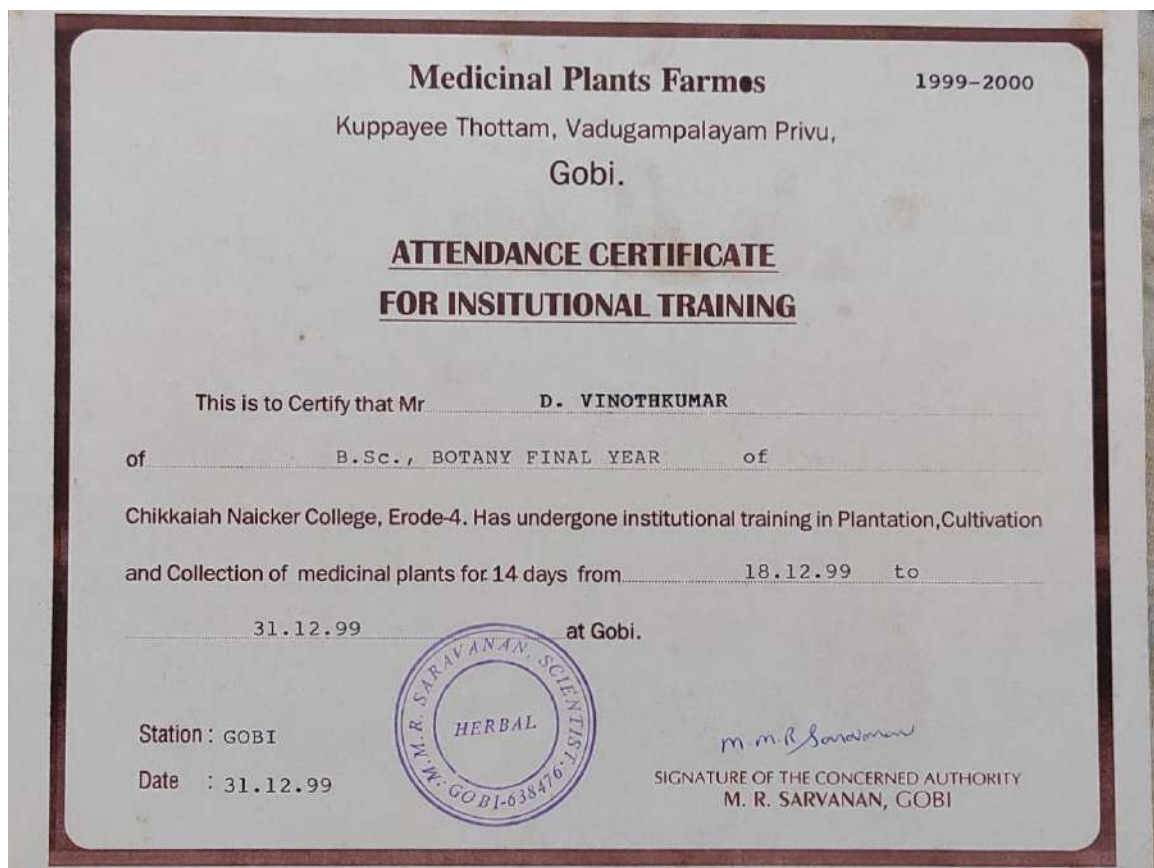 Medicinal Plants Farmes 1999-2000
Kuppayee Thottam, Vadugampalayam Privu,
Gobi.
ATTENDANCE CERTIFICATE
FOR INSITUTIONAL TRAINING
This is to Certify that Mr D. VINOTHKUMAR
of B.Sc., BOTANY FINAL YEAR of
Chikkaiah Naicker College, Erode-4. Has undergone institutional training in Plantation,Cultivation
and Collection of medicinal plants for 14 days from 18.12.99 to
31.12.99 at Gobi.
M.M.R. SARAVANAN, SCIENTIST
HERBAL
GOBI-638476
Station : GOBI
Date : 31.12.99
M.M.R Saravanan
SIGNATURE OF THE CONCERNED AUTHORITY
M. R. SARVANAN, GOBI